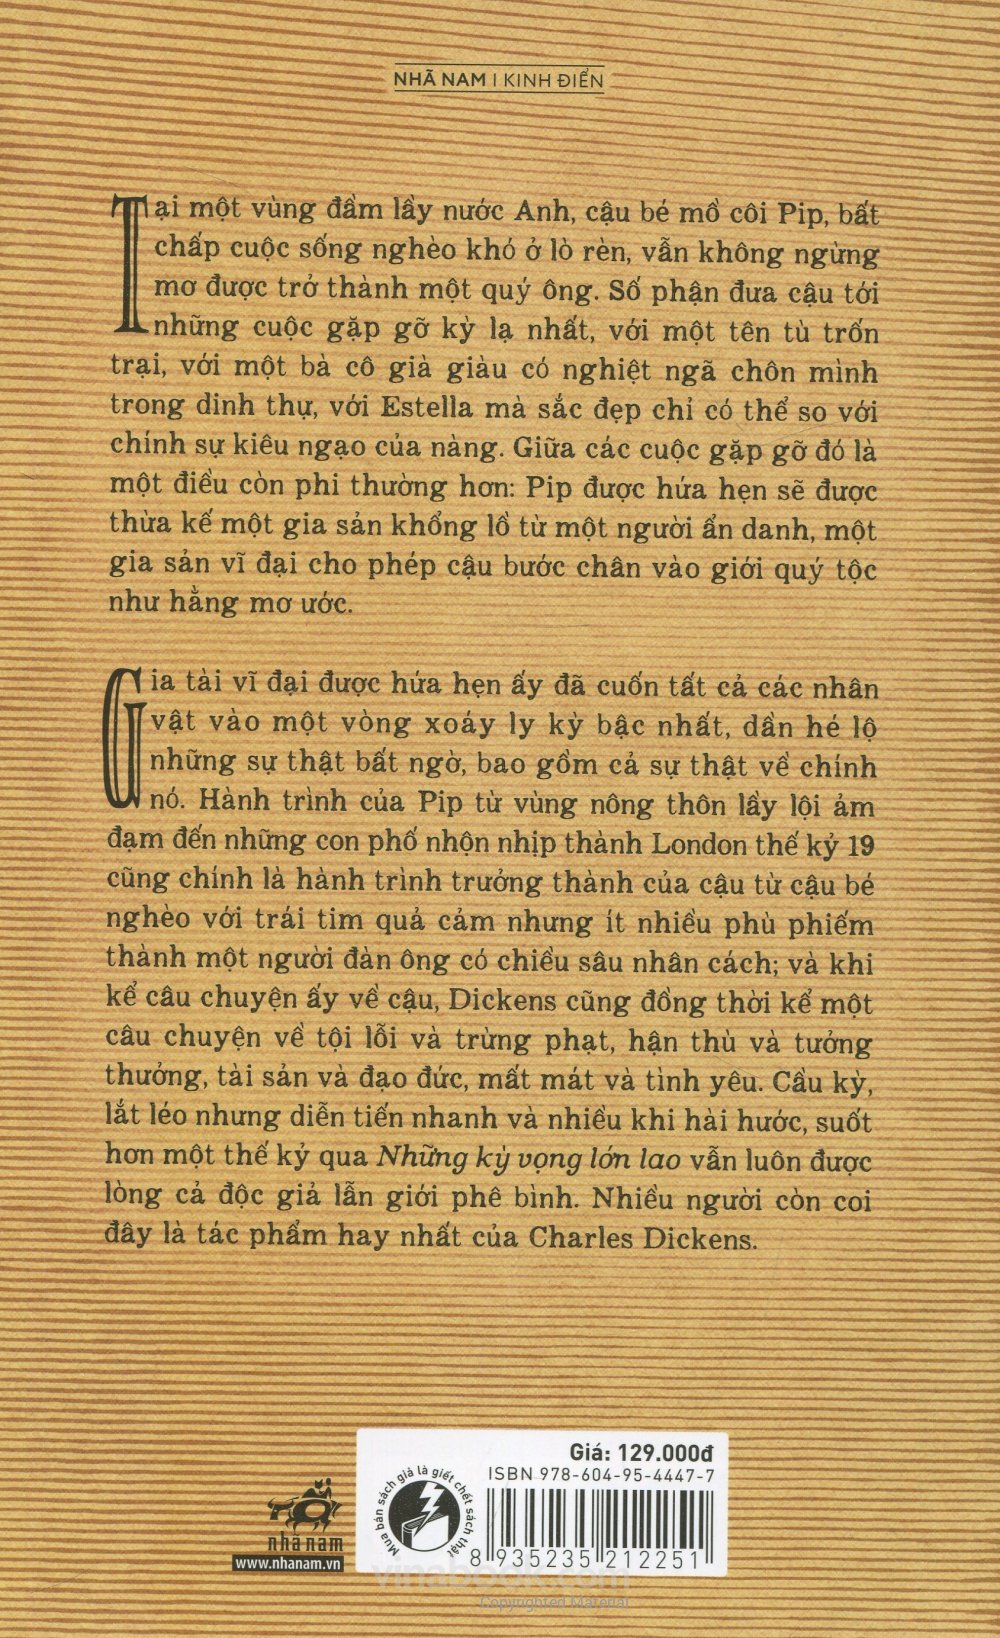 NHÃ NAM | KINH ĐIỂN
Tại một vùng đầm lầy nước Anh, cậu bé mồ côi Pip, bất
chấp cuộc sống nghèo khó ở lò rèn, vẫn không ngừng
mơ được trở thành một quý ông. Số phận đưa cậu tới
những cuộc gặp gỡ kỳ lạ nhất, với một tên tù trốn
trại, với một bà cô già giàu có nghiệt ngã chôn mình
trong dinh thự, với Estella mà sắc đẹp chỉ có thể so với
chính sự kiêu ngạo của nàng. Giữa các cuộc gặp gỡ đó là
một điều còn phi thường hơn: Pip được hứa hẹn sẽ được
thừa kế một gia sản khổng lồ từ một người ẩn danh, một
gia sản vĩ đại cho phép cậu bước chân vào giới quý tộc
như hằng mơ ước.
Gia tài vĩ đại được hứa hẹn ấy đã cuốn tất cả các nhân
vật vào một vòng xoáy ly kỳ bậc nhất, dần hé lộ
những sự thật bất ngờ, bao gồm cả sự thật về chính
nó. Hành trình của Pip từ vùng nông thôn lầy lội ảm
đạm đến những con phố nhộn nhịp thành London thế kỷ 19
cũng chính là hành trình trưởng thành của cậu từ cậu bé
nghèo với trái tim quả cảm nhưng ít nhiều phù phiếm
thành một người đàn ông có chiều sâu nhân cách; và khi
kể câu chuyện ấy về cậu, Dickens cũng đồng thời kể một
câu chuyện về tội lỗi và trừng phạt, hận thù và tưởng
thưởng, tài sản và đạo đức, mất mát và tình yêu. Cầu kỳ,
lắt léo nhưng diễn tiến nhanh và nhiều khi hài hước, suốt
hơn một thế kỷ qua Những kỳ vọng lớn lao vẫn luôn được
lòng cả độc giả lẫn giới phê bình. Nhiều người còn coi
đây là tác phẩm hay nhất của Charles Dickens.
Giá: 129.000đ
ISBN 978-604-95-4447-7
Mua bán sách giả là giết chết sách thật
8 935235 212251
nhã nam
www.nhanam.vn
vinabook.com
Copyrighted Material